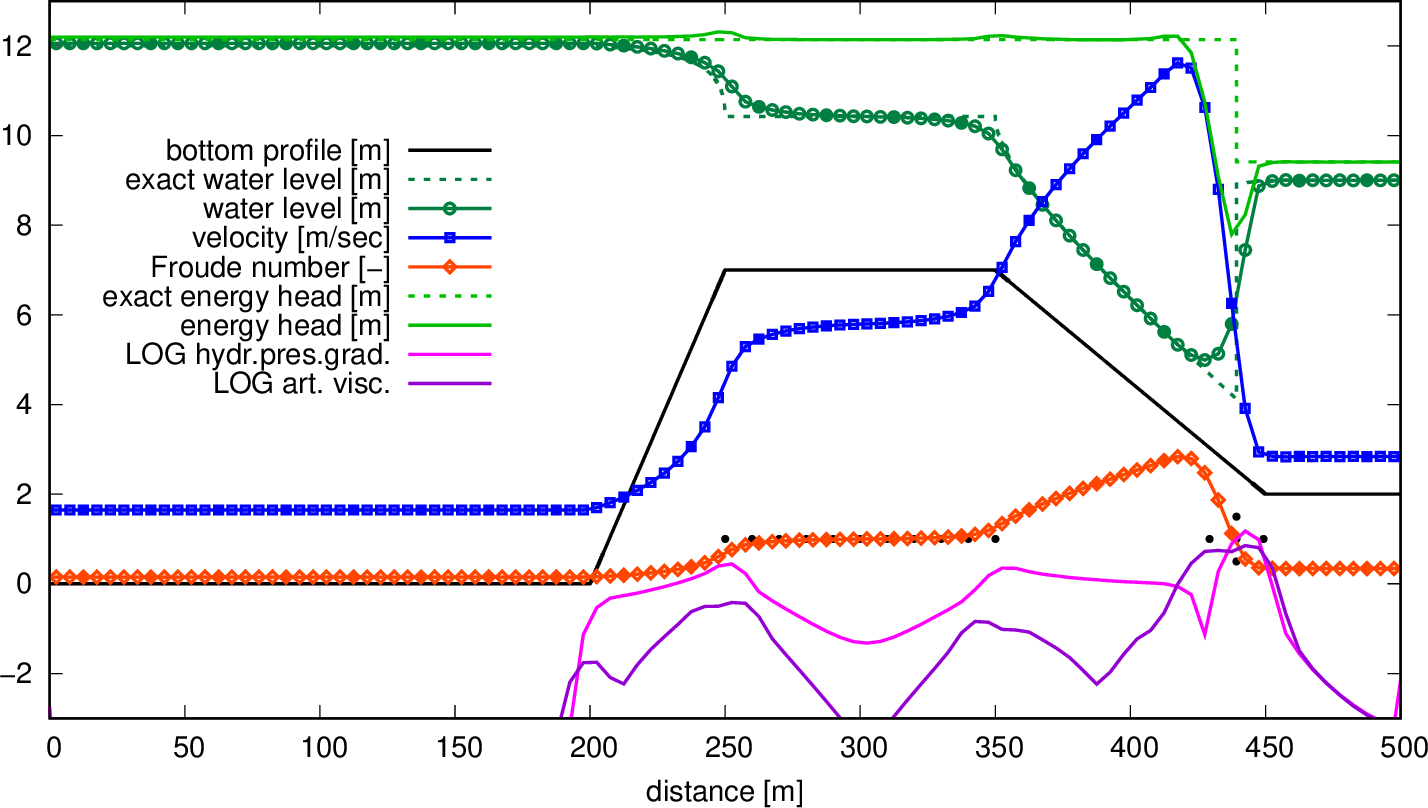 12
10
8
6
4
2
0
−2
bottom profile [m]
exact water level [m]
water level [m]
velocity [m/sec]
Froude number [−]
exact energy head [m]
energy head [m]
LOG hydr.pres.grad.
LOG art. visc.
0 50 100 150 200 250 300 350 400 450 500
distance [m]